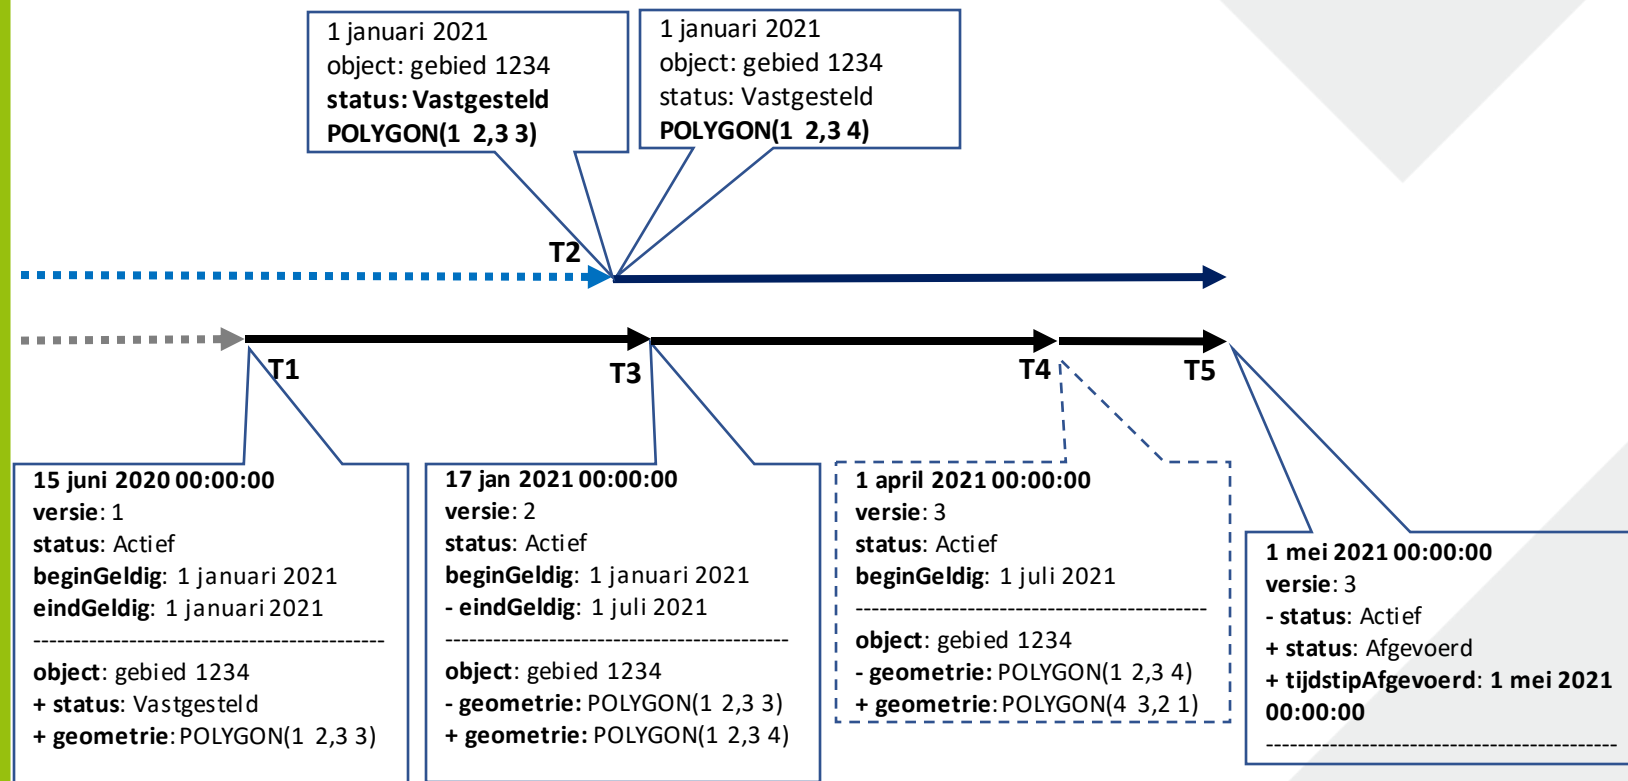 1 januari 2021
object: gebied 1234
status: Vastgesteld
POLYGON(1 2,3 3)
1 januari 2021
object: gebied 1234
status: Vastgesteld
POLYGON(1 2,3 4)
T2
T1
T3
T4
T5
15 juni 2020 00:00:00
versie: 1
status: Actief
beginGeldig: 1 januari 2021
eindGeldig: 1 januari 2021
--------------------------------------------
object: gebied 1234
+ status: Vastgesteld
+ geometrie: POLYGON(1 2,3 3)
17 jan 2021 00:00:00
versie: 2
status: Actief
beginGeldig: 1 januari 2021
- eindGeldig: 1 juli 2021
-------------------------------------------
object: gebied 1234
- geometrie: POLYGON(1 2,3 3)
+ geometrie: POLYGON(1 2,3 4)
1 april 2021 00:00:00
versie: 3
status: Actief
beginGeldig: 1 juli 2021
--------------------------------------------
object: gebied 1234
- geometrie: POLYGON(1 2,3 4)
+ geometrie: POLYGON(4 3,2 1)
1 mei 2021 00:00:00
versie: 3
- status: Actief
+ status: Afgevoerd
+ tijdstipAfgevoerd: 1 mei 2021
00:00:00
--------------------------------------------